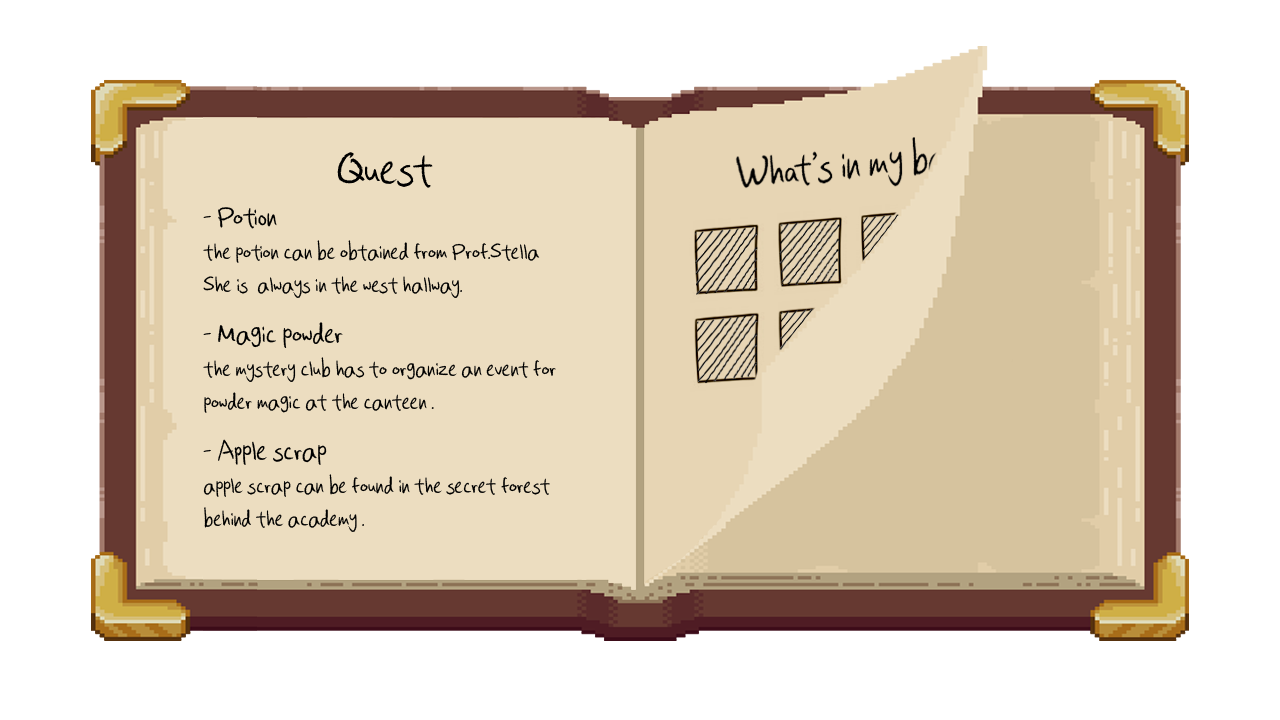 Quest
- Potion
the potion can be obtained from Prof.Stella
She is always in the west hallway.
- Magic powder
the mystery club has to organize an event for
powder magic at the canteen.
- Apple scrap
apple scrap can be found in the secret forest
behind the academy.
What's in my